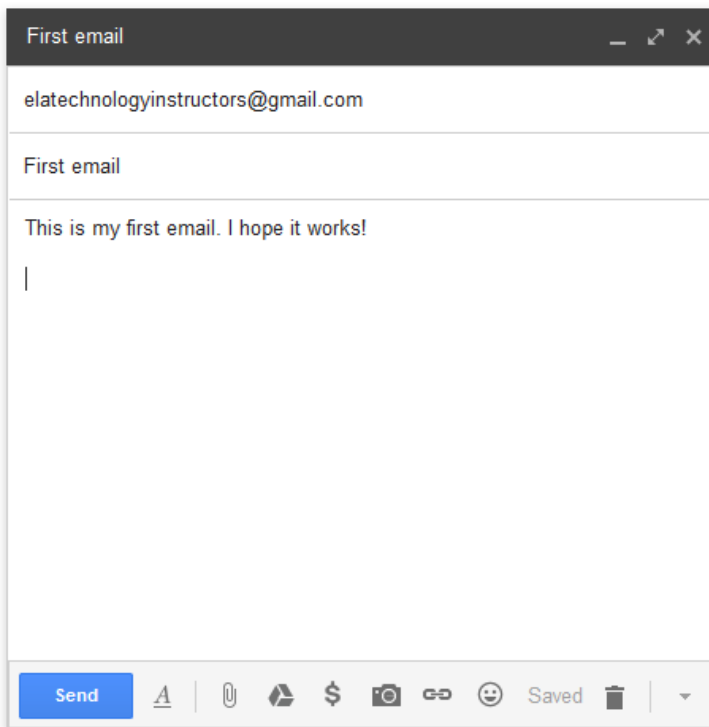 First email
elatechnologyinstructors@gmail.com
First email
This is my first email. I hope it works!
Send A $ Saved